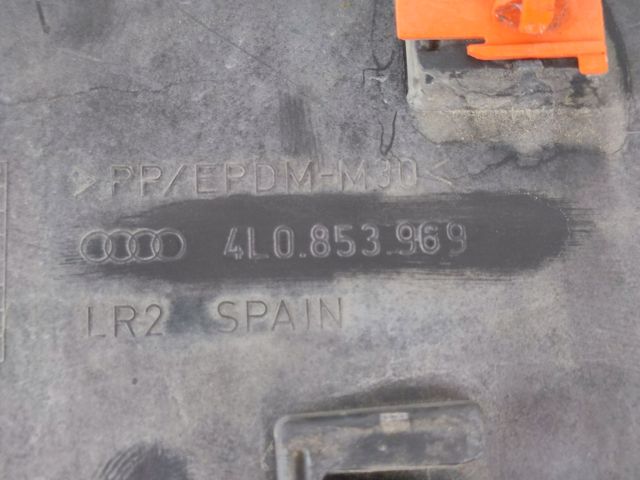 >PP/EPDM-M30<
4L0.853.969
LR2 SPAIN